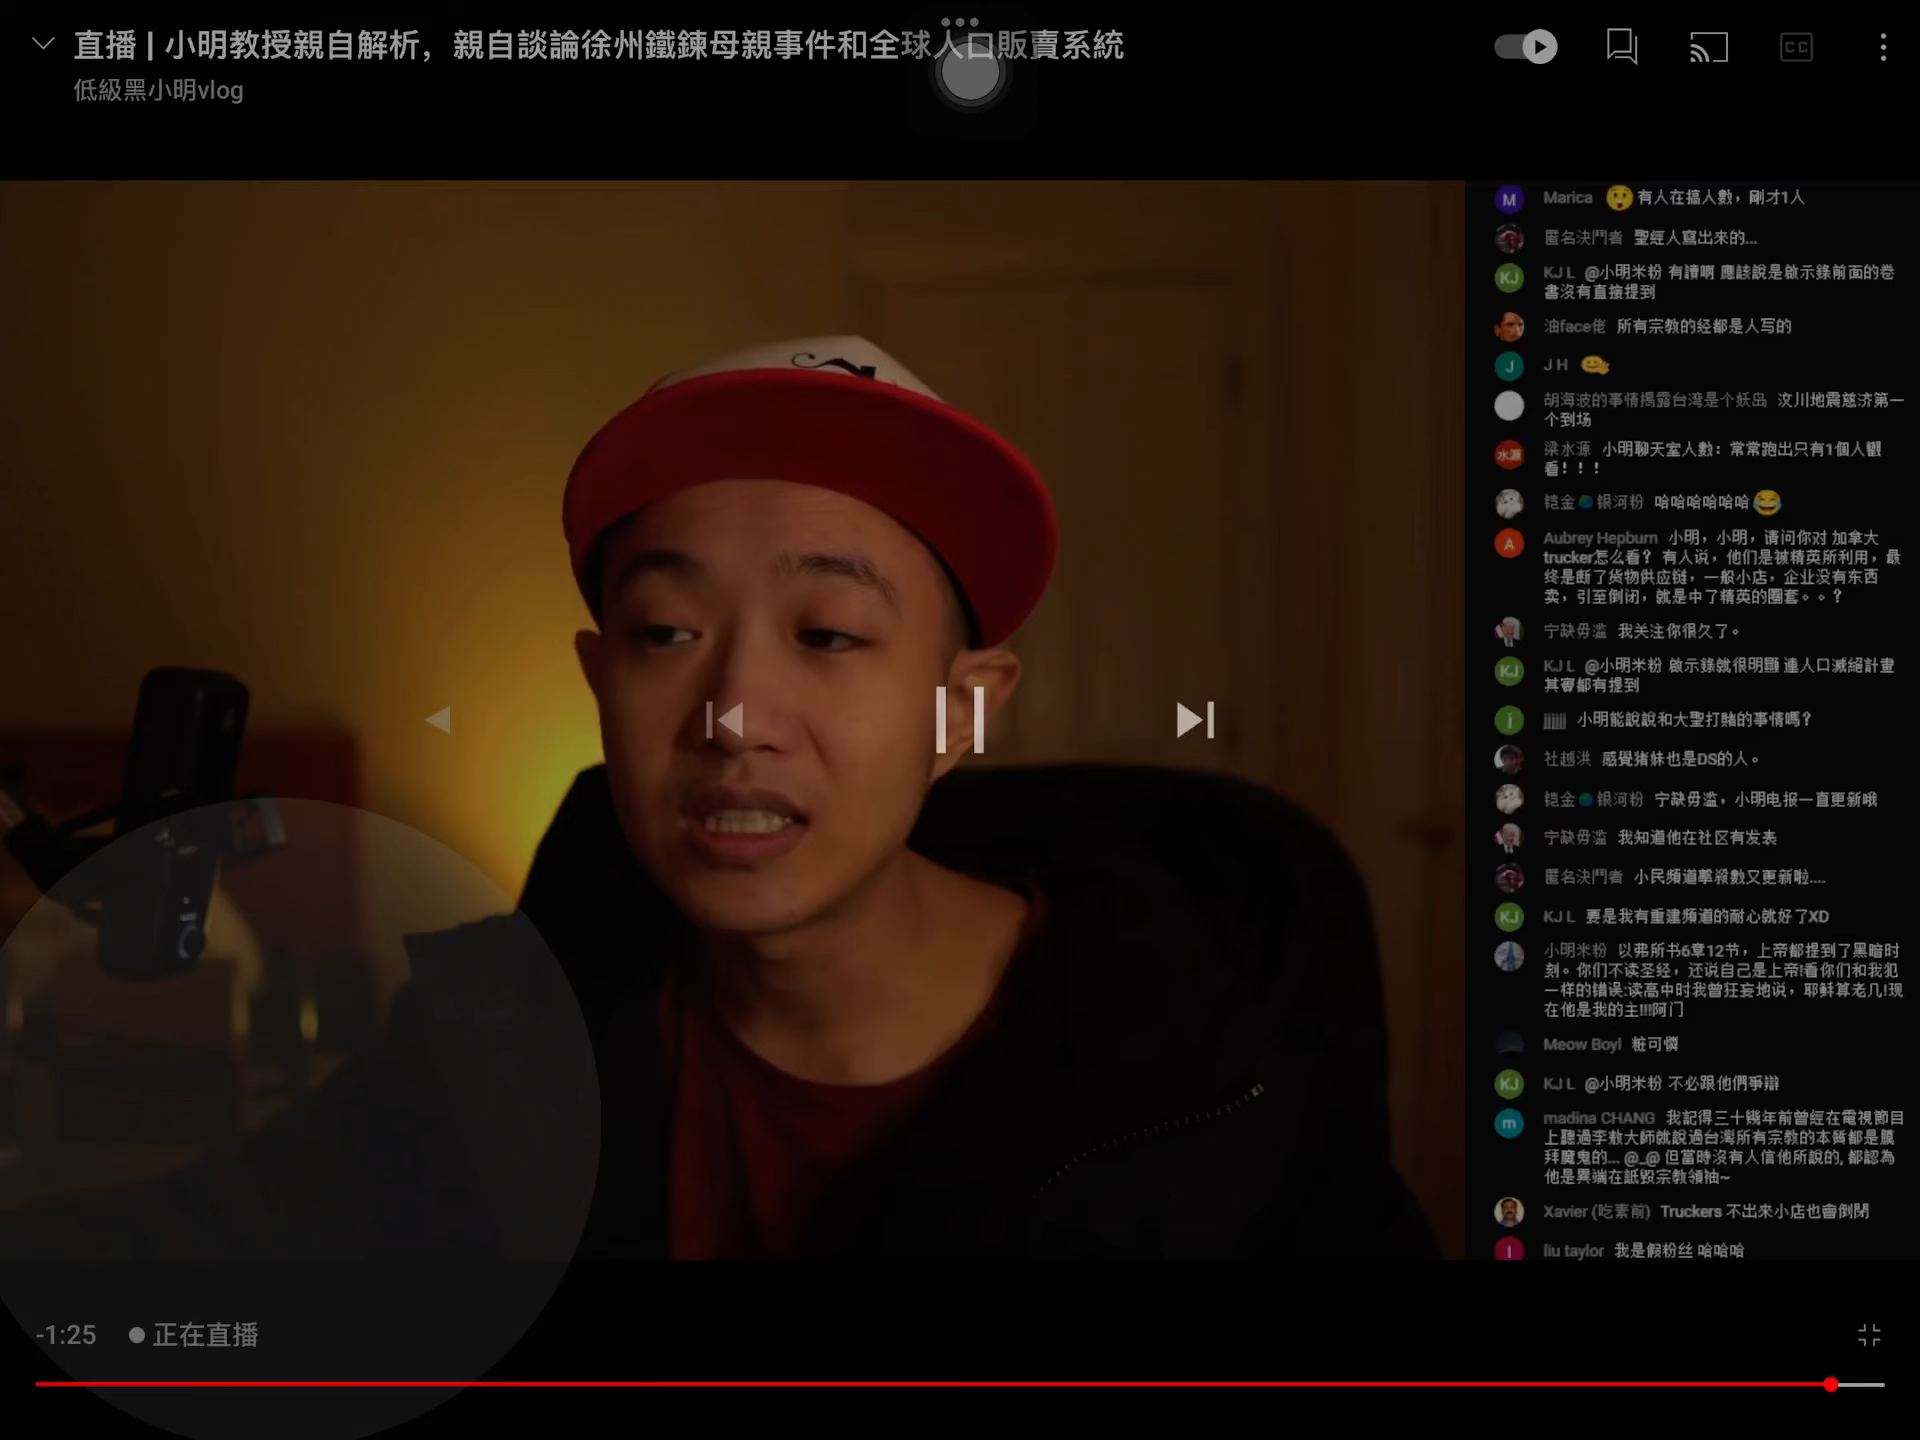 直播 | 小明教授親自解析，親自談論徐州鐵鍊母親事件和全球人口販賣系統
低級黑小明vlog
CC
M Marica 有人在搞人數，剛才1人
匿名決鬥者 聖經人寫出來的...
KJ KJ L @小明米粉 有讀啊 應該說是啟示錄前面的卷
書沒有直接提到
油face佬 所有宗教的经都是人写的
J J H
胡海波的事情揭露台湾是个妖岛 汶川地震慈济第一
个到场
水源 梁水源 小明聊天室人數：常常跑出只有1個人觀
看！！！
铠金 银河粉 哈哈哈哈哈哈
A Aubrey Hepburn 小明，小明，请问你对 加拿大
trucker怎么看？ 有人说，他们是被精英所利用，最
终是断了货物供应链，一般小店，企业没有东西
卖，引至倒闭，就是中了精英的圈套。。？
宁缺毋滥 我关注你很久了。
KJ KJ L @小明米粉 啟示錄就很明顯 連人口滅絕計畫
其實都有提到
i jjjjjj 小明能說說和大聖打賭的事情嗎？
社越洪 感覺猪妹也是DS的人。
铠金 银河粉 宁缺毋滥，小明电报一直更新哦
宁缺毋滥 我知道他在社区有发表
匿名決鬥者 小民頻道擊殺數又更新啦....
KJ KJ L 要是我有重建頻道的耐心就好了XD
小明米粉 以弗所书6章12节，上帝都提到了黑暗时
刻。你们不读圣经，还说自己是上帝!看你们和我犯
一样的错误:读高中时我曾狂妄地说，耶稣算老几!现
在他是我的主!!!阿门
Meow Boyl 粧可憐
KJ KJ L @小明米粉 不必跟他們爭辯
m madina CHANG 我記得三十幾年前曾經在電視節目
上聽過李敖大師就說過台灣所有宗教的本質都是膜
拜魔鬼的... @_@ 但當時沒有人信他所說的, 都認為
他是異端在詆毀宗教領袖~
Xavier (吃素前) Truckers 不出來小店也會倒閉
l liu taylor 我是假粉丝 哈哈哈
-1:25 正在直播